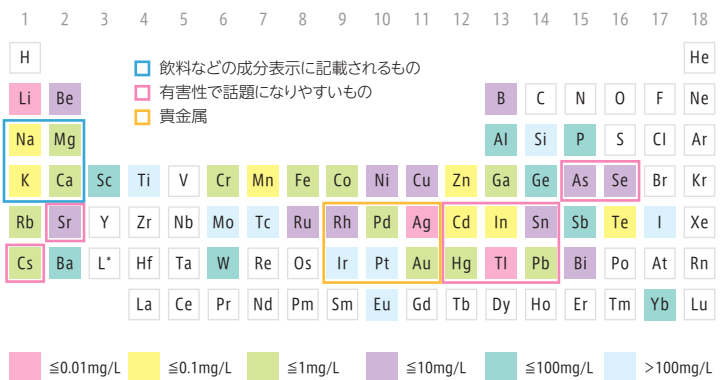 1 2 3 4 5 6 7 8 9 10 11 12 13 14 15 16 17 18
H He
飲料などの成分表示に記載されるもの
有害性で話題になりやすいもの
貴金属
Li Be B C N O F Ne
Na Mg Al Si P S Cl Ar
K Ca Sc Ti V Cr Mn Fe Co Ni Cu Zn Ga Ge As Se Br Kr
Rb Sr Y Zr Nb Mo Tc Ru Rh Pd Ag Cd In Sn Sb Te I Xe
Cs Ba L* Hf Ta W Re Os Ir Pt Au Hg Tl Pb Bi Po At Rn
La Ce Pr Nd Pm Sm Eu Gd Tb Dy Ho Er Tm Yb Lu
≦0.01mg/L ≦0.1mg/L ≦1mg/L ≦10mg/L ≦100mg/L >100mg/L